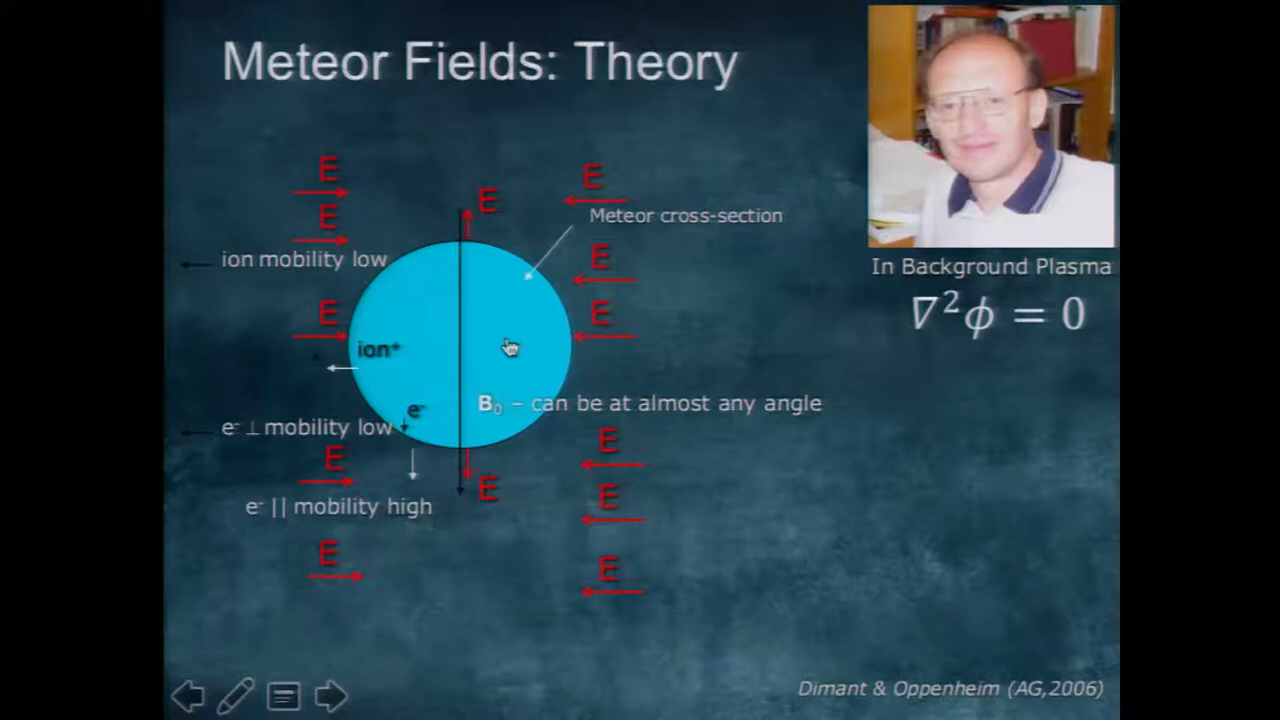 Meteor Fields: Theory
E
E
E
E
Meteor cross-section
ion mobility low
E
In Background Plasma
∇²ϕ = 0
E
E
ion⁺
e⁻
B₀ – can be at almost any angle
e⁻ ⊥ mobility low
E
E
E
E
e⁻ || mobility high
E
E
Dimant & Oppenheim (AG,2006)